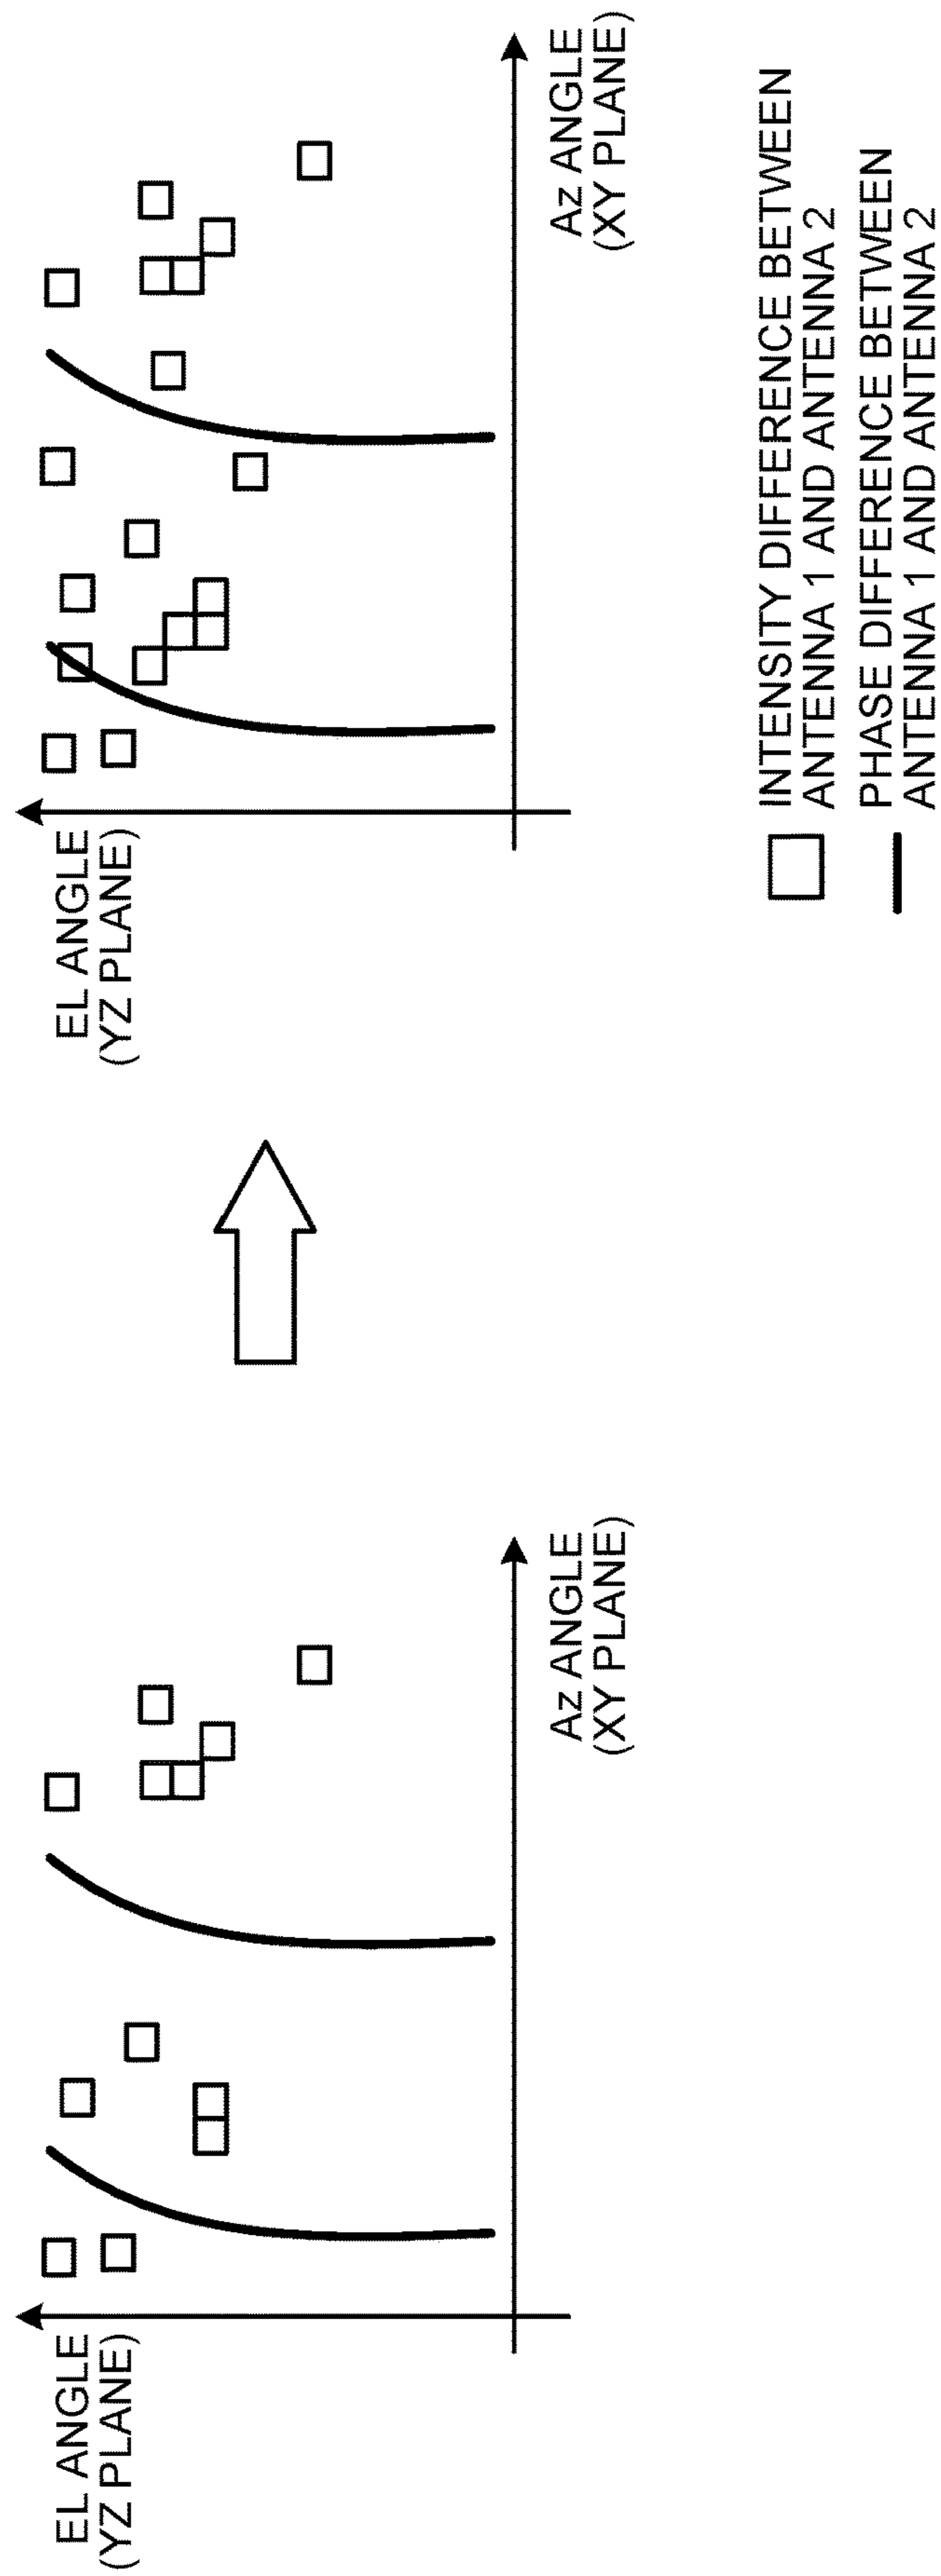 EL ANGLE
(YZ PLANE)
Az ANGLE
(XY PLANE)
EL ANGLE
(YZ PLANE)
Az ANGLE
(XY PLANE)
INTENSITY DIFFERENCE BETWEEN
ANTENNA 1 AND ANTENNA 2
PHASE DIFFERENCE BETWEEN
ANTENNA 1 AND ANTENNA 2